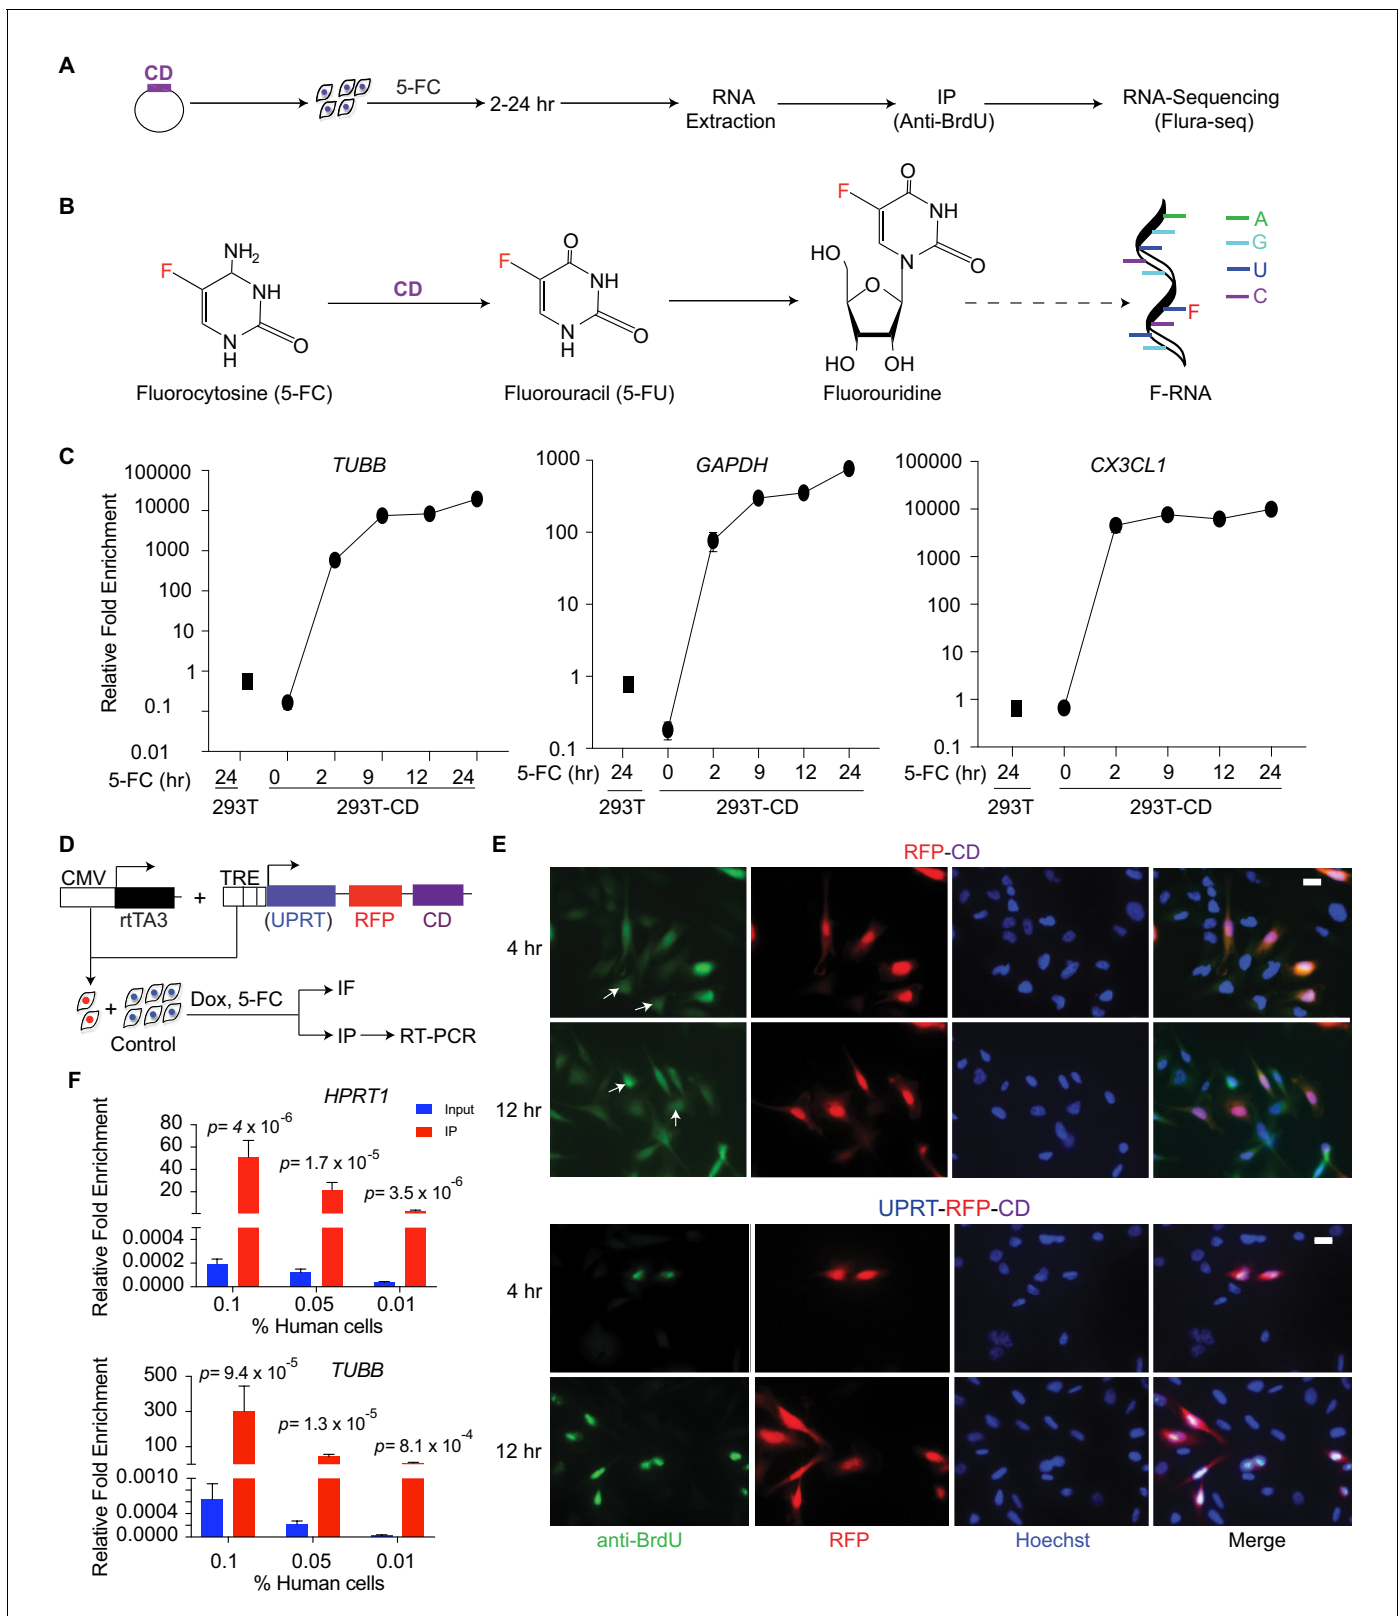 A
CD
5-FC
2-24 hr
RNA
Extraction
IP
(Anti-BrdU)
RNA-Sequencing
(Flura-seq)
B
F
NH2
NH
N
H
O
Fluorocytosine (5-FC)
CD
F
O
NH
N
H
O
Fluorouracil (5-FU)
F
O
NH
N
O
HO
O
HO OH
Fluorouridine
F
F-RNA
A
G
U
C
C
Relative Fold Enrichment
TUBB
100000
10000
1000
100
10
1
0.1
0.01
5-FC (hr) 24 0 2 9 12 24
293T 293T-CD
GAPDH
1000
100
10
1
0.1
5-FC (hr) 24 0 2 9 12 24
293T 293T-CD
CX3CL1
100000
10000
1000
100
10
1
0.1
5-FC (hr) 24 0 2 9 12 24
293T 293T-CD
D
CMV
rtTA3
+
TRE
(UPRT) RFP CD
+
Control
Dox, 5-FC
IF
IP
RT-PCR
E
RFP-CD
4 hr
12 hr
UPRT-RFP-CD
4 hr
12 hr
anti-BrdU RFP Hoechst Merge
F
HPRT1
Input
IP
Relative Fold Enrichment
80
60
40
20
0.0004
0.0002
0.0000
p= 4 x 10-6
p= 1.7 x 10-5
p= 3.5 x 10-6
0.1 0.05 0.01
% Human cells
TUBB
Relative Fold Enrichment
500
300
100
0.0010
0.0004
0.0000
p= 9.4 x 10-5
p= 1.3 x 10-5
p= 8.1 x 10-4
0.1 0.05 0.01
% Human cells